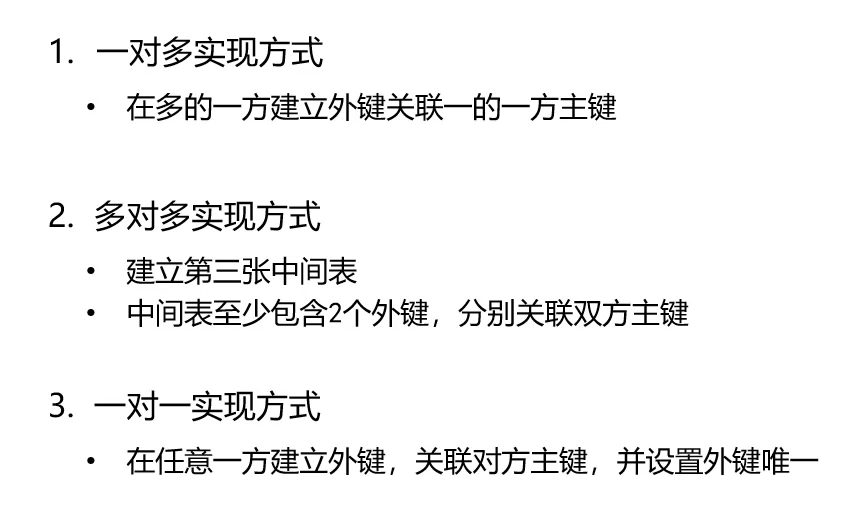 1. 一对多实现方式
• 在多的一方建立外键关联一的一方主键
2. 多对多实现方式
• 建立第三张中间表
• 中间表至少包含2个外键，分别关联双方主键
3. 一对一实现方式
• 在任意一方建立外键，关联对方主键，并设置外键唯一